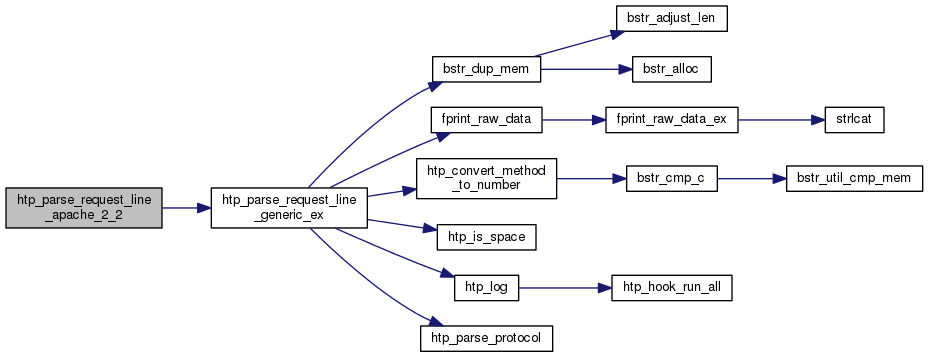 htp_parse_request_line
_apache_2_2
htp_parse_request_line
_generic_ex
bstr_dup_mem
bstr_adjust_len
bstr_alloc
fprint_raw_data
fprint_raw_data_ex
strlcat
htp_convert_method
_to_number
bstr_cmp_c
bstr_util_cmp_mem
htp_is_space
htp_log
htp_hook_run_all
htp_parse_protocol